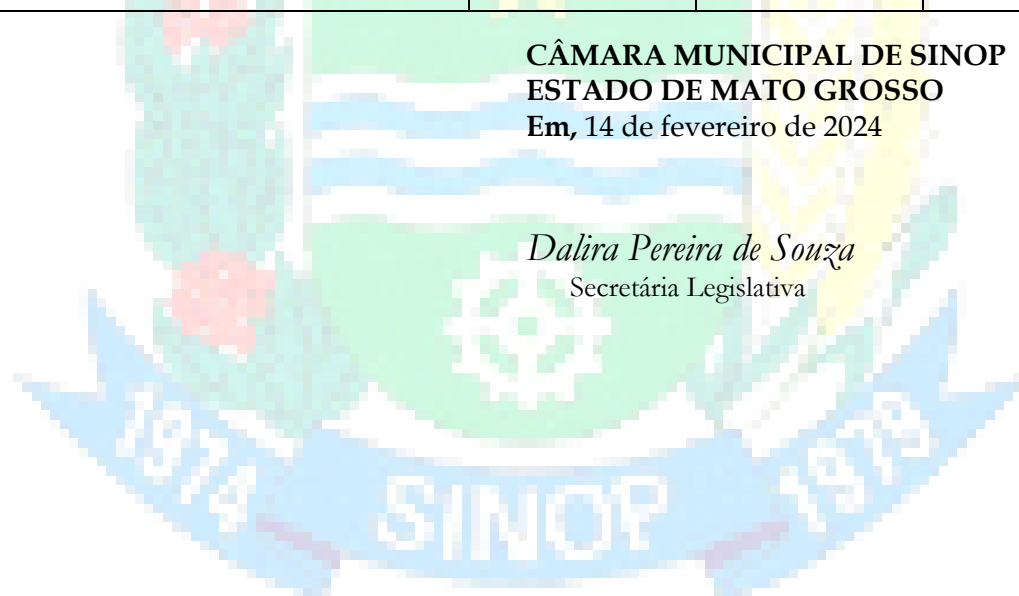 CÂMARA MUNICIPAL DE SINOP
ESTADO DE MATO GROSSO
Em, 14 de fevereiro de 2024
Dalira Pereira de Souza
Secretária Legislativa
1974 SINOP 1979